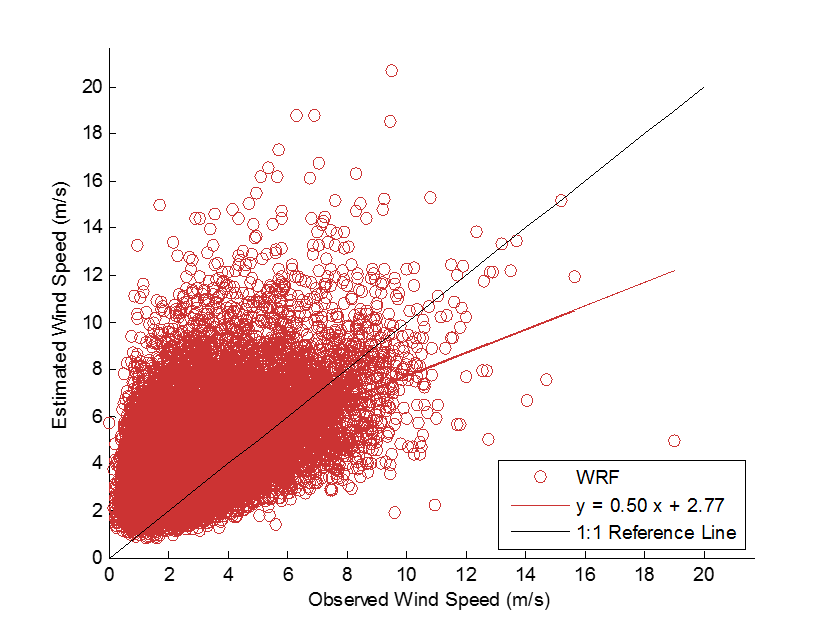 20
18
16
14
12
10
8
6
4
2
0
Estimated Wind Speed (m/s)
0 2 4 6 8 10 12 14 16 18 20
Observed Wind Speed (m/s)
WRF
y = 0.50 x + 2.77
1:1 Reference Line